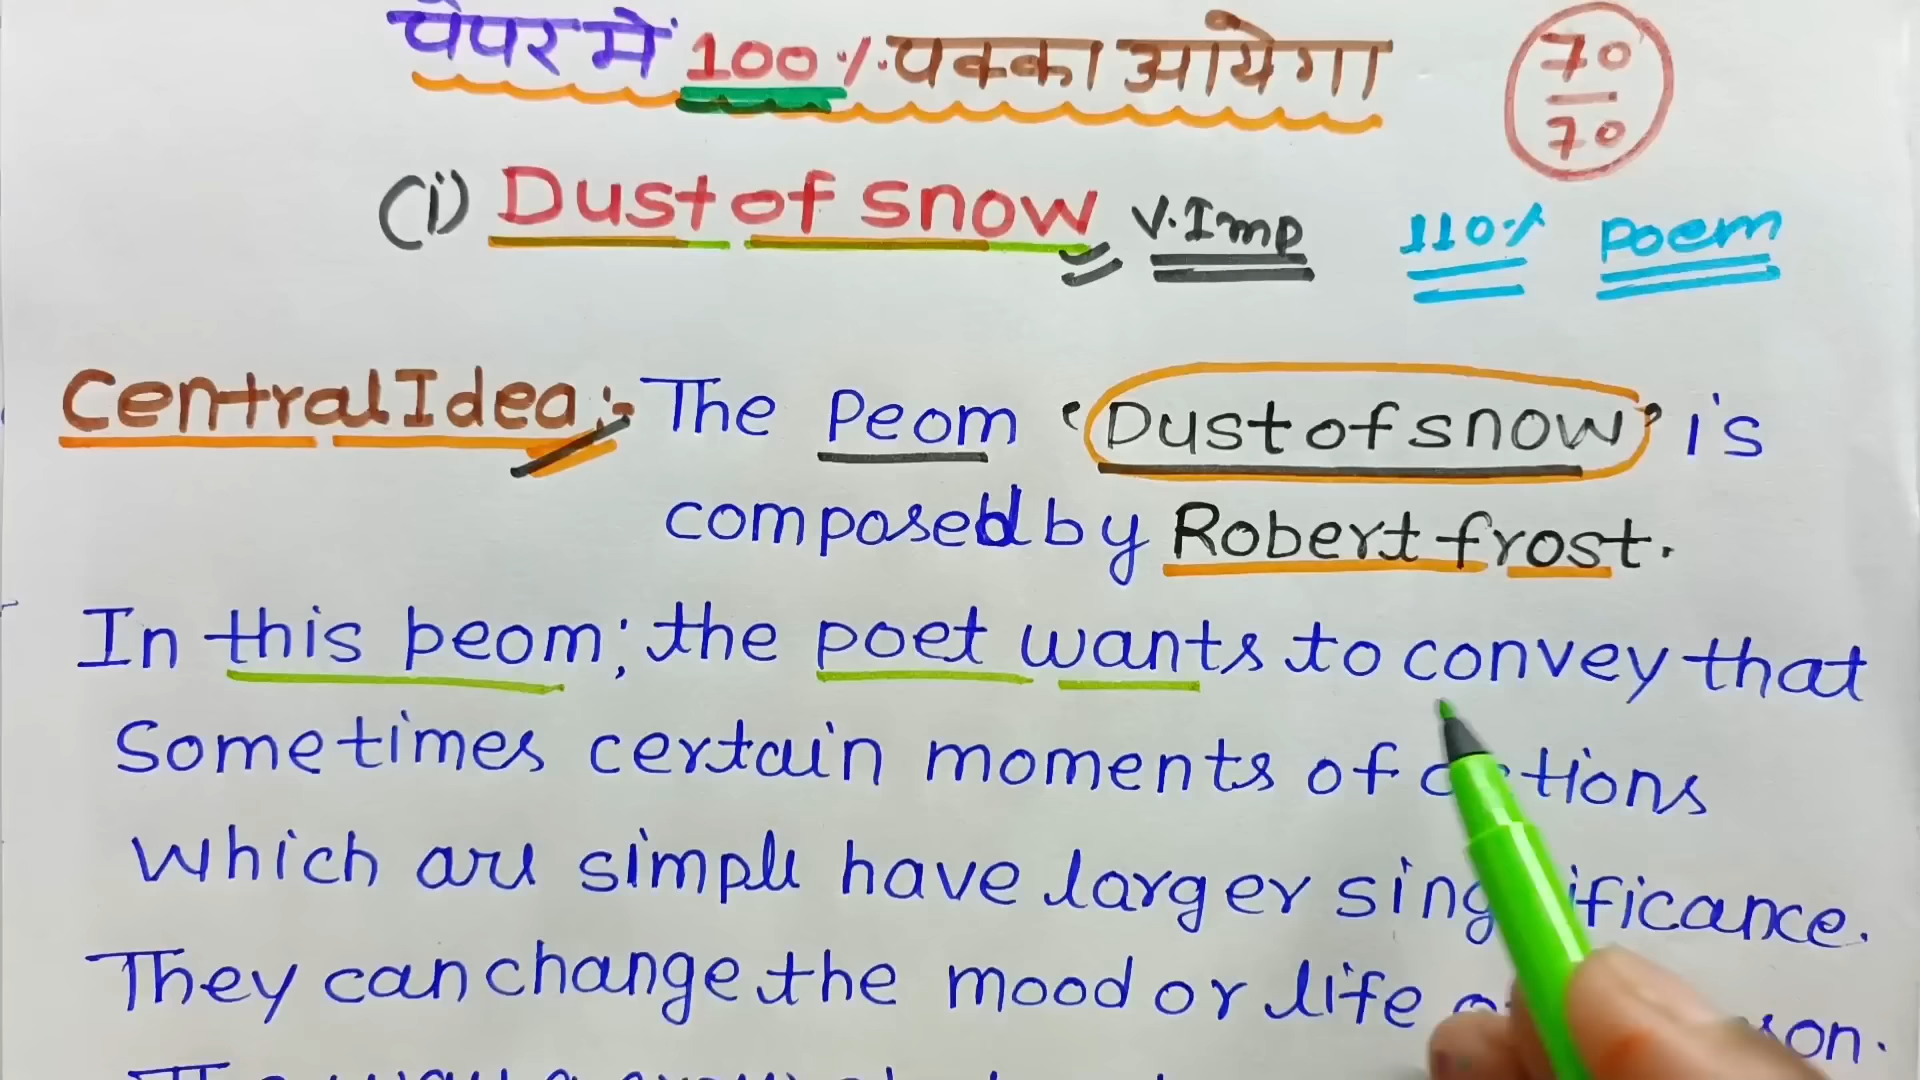 पेपर में 100 % पक्का आयेगा
70
70
(i) Dust of snow V.Imp 110% Poem
Central Idea :- The Peom 'Dust of snow' is
composed by Robert frost.
In this peom; the poet wants to convey that
Sometimes certain moments of
which are simple have larger singificance.
They can change the mood or life